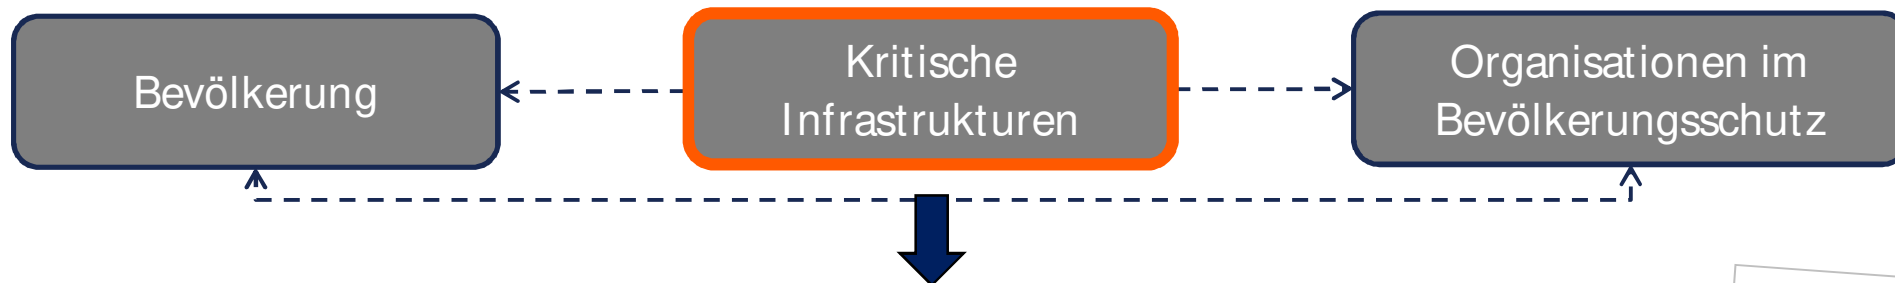 Bevölkerung
Kritische
Infrastrukturen
Organisationen im
Bevölkerungsschutz